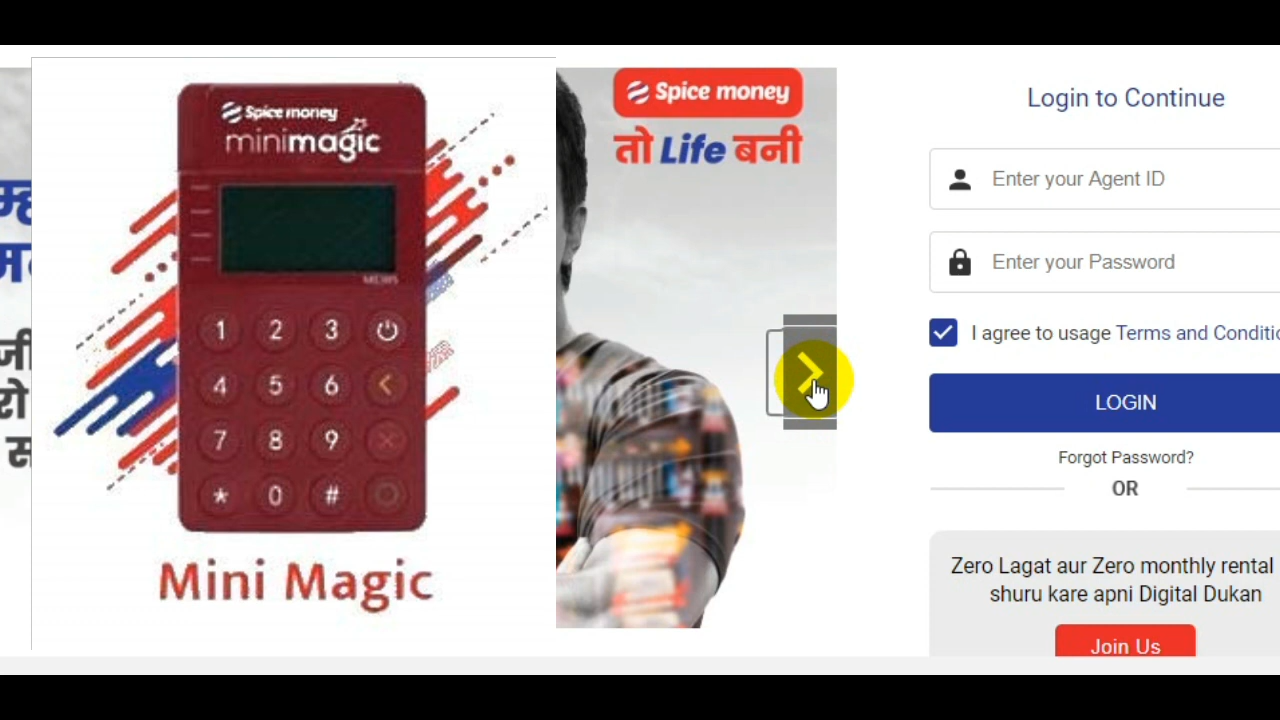 Spice money
minimagic
1 2 3
4 5 6 <
7 8 9 ×
* 0 #
Mini Magic
Spice money
तो Life बनी
Login to Continue
Enter your Agent ID
Enter your Password
I agree to usage Terms and Conditio
LOGIN
Forgot Password?
OR
Zero Lagat aur Zero monthly rental
shuru kare apni Digital Dukan
Join Us